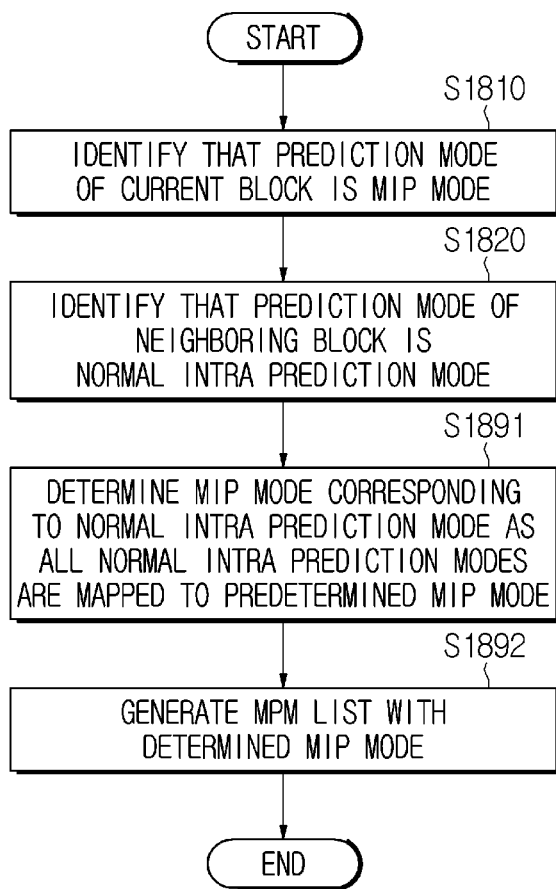 START
S1810
IDENTIFY THAT PREDICTION MODE
OF CURRENT BLOCK IS MIP MODE
S1820
IDENTIFY THAT PREDICTION MODE OF
NEIGHBORING BLOCK IS
NORMAL INTRA PREDICTION MODE
S1891
DETERMINE MIP MODE CORRESPONDING
TO NORMAL INTRA PREDICTION MODE AS
ALL NORMAL INTRA PREDICTION MODES
ARE MAPPED TO PREDETERMINED MIP MODE
S1892
GENERATE MPM LIST WITH
DETERMINED MIP MODE
END